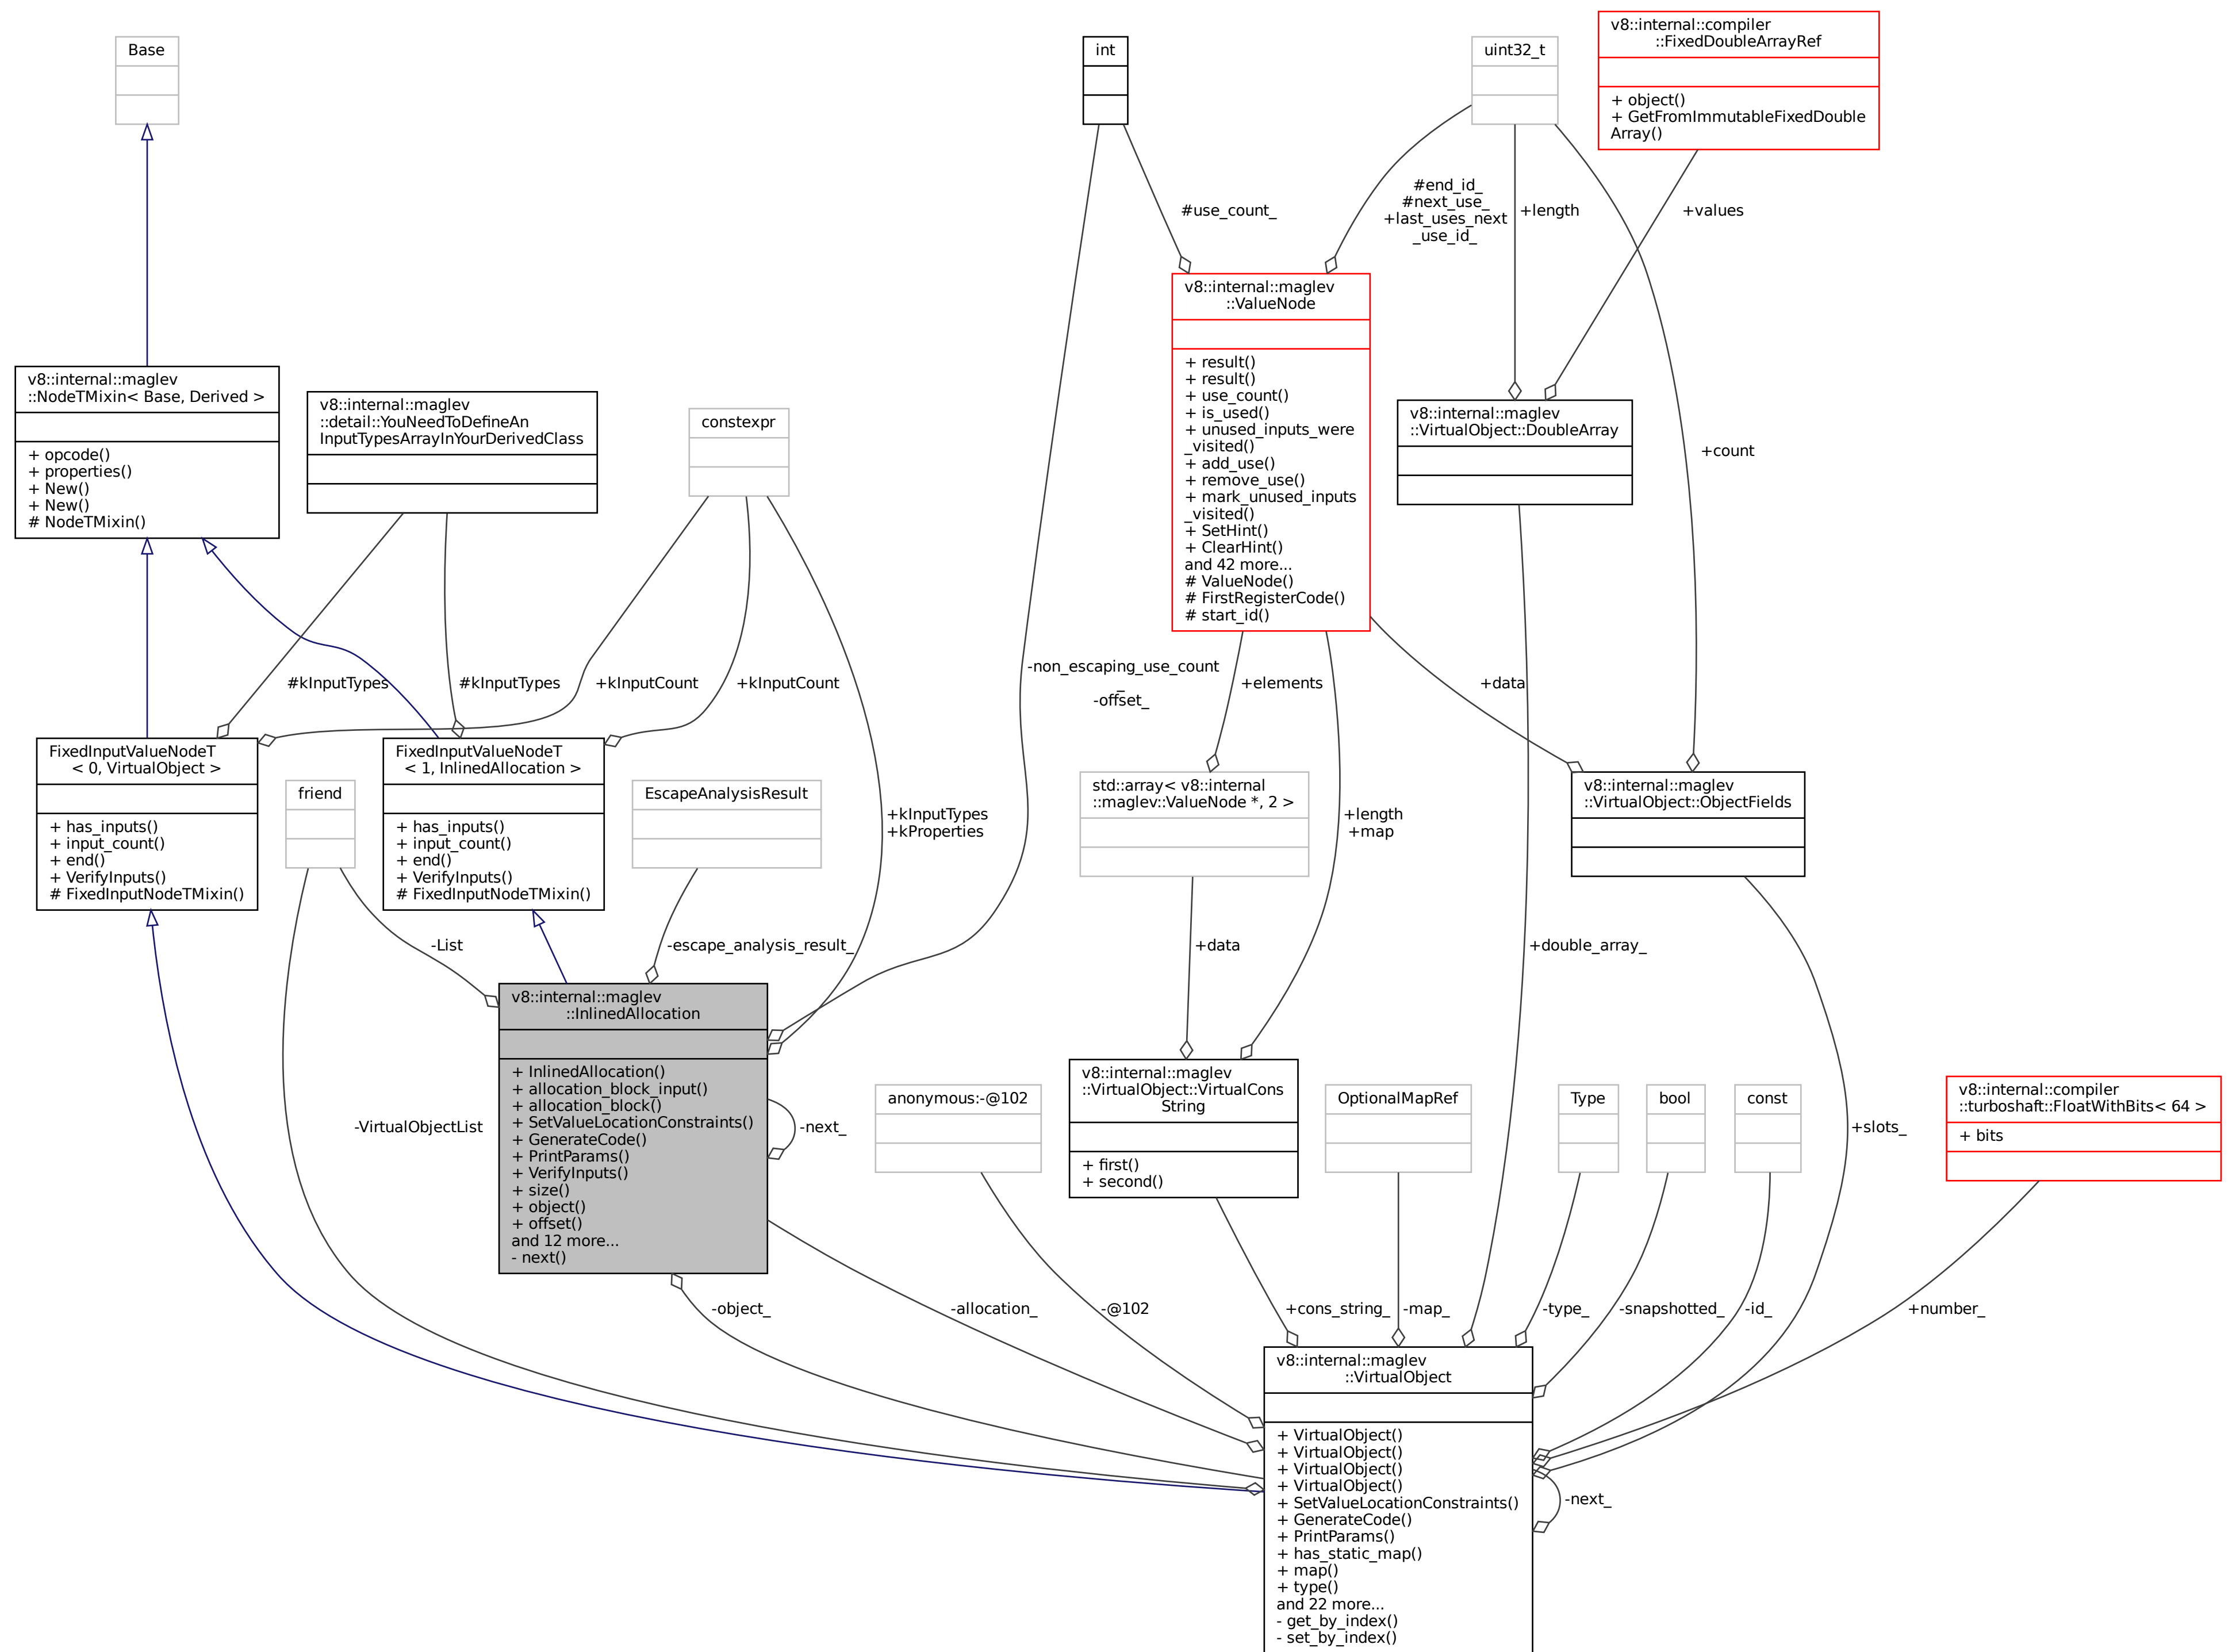 v8::internal::compiler
::FixedDoubleArrayRef
+ object()
+ GetFromImmutableFixedDouble
Array()
Base
int
uint32_t
#use_count_
#end_id_
#next_use_
+last_uses_next
_use_id_
+length
+values
v8::internal::maglev
::ValueNode
+ result()
+ result()
+ use_count()
+ is_used()
+ unused_inputs_were
_visited()
+ add_use()
+ remove_use()
+ mark_unused_inputs
_visited()
+ SetHint()
+ ClearHint()
and 42 more...
# ValueNode()
# FirstRegisterCode()
# start_id()
v8::internal::maglev
::NodeTMixin< Base, Derived >
+ opcode()
+ properties()
+ New()
+ New()
# NodeTMixin()
v8::internal::maglev
::detail::YouNeedToDefineAn
InputTypesArrayInYourDerivedClass
constexpr
v8::internal::maglev
::VirtualObject::DoubleArray
+count
#kInputTypes
#kInputTypes
+kInputCount
+kInputCount
-non_escaping_use_count
_
-offset_
+elements
+data
FixedInputValueNodeT
< 0, VirtualObject >
+ has_inputs()
+ input_count()
+ end()
+ VerifyInputs()
# FixedInputNodeTMixin()
friend
FixedInputValueNodeT
< 1, InlinedAllocation >
+ has_inputs()
+ input_count()
+ end()
+ VerifyInputs()
# FixedInputNodeTMixin()
EscapeAnalysisResult
+kInputTypes
+kProperties
std::array< v8::internal
::maglev::ValueNode *, 2 >
+length
+map
v8::internal::maglev
::VirtualObject::ObjectFields
-List
-escape_analysis_result_
+data
+double_array_
v8::internal::maglev
::InlinedAllocation
+ InlinedAllocation()
+ allocation_block_input()
+ allocation_block()
+ SetValueLocationConstraints()
+ GenerateCode()
+ PrintParams()
+ VerifyInputs()
+ size()
+ object()
+ offset()
and 12 more...
- next()
-next_
-VirtualObjectList
anonymous:-@102
v8::internal::maglev
::VirtualObject::VirtualCons
String
+ first()
+ second()
OptionalMapRef
Type
bool
const
+slots_
v8::internal::compiler
::turboshaft::FloatWithBits< 64 >
+ bits
-object_
-allocation_
-@102
+cons_string_
-map_
-type_
-snapshotted_
-id_
+number_
v8::internal::maglev
::VirtualObject
+ VirtualObject()
+ VirtualObject()
+ VirtualObject()
+ VirtualObject()
+ SetValueLocationConstraints()
+ GenerateCode()
+ PrintParams()
+ has_static_map()
+ map()
+ type()
and 22 more...
- get_by_index()
- set_by_index()
-next_